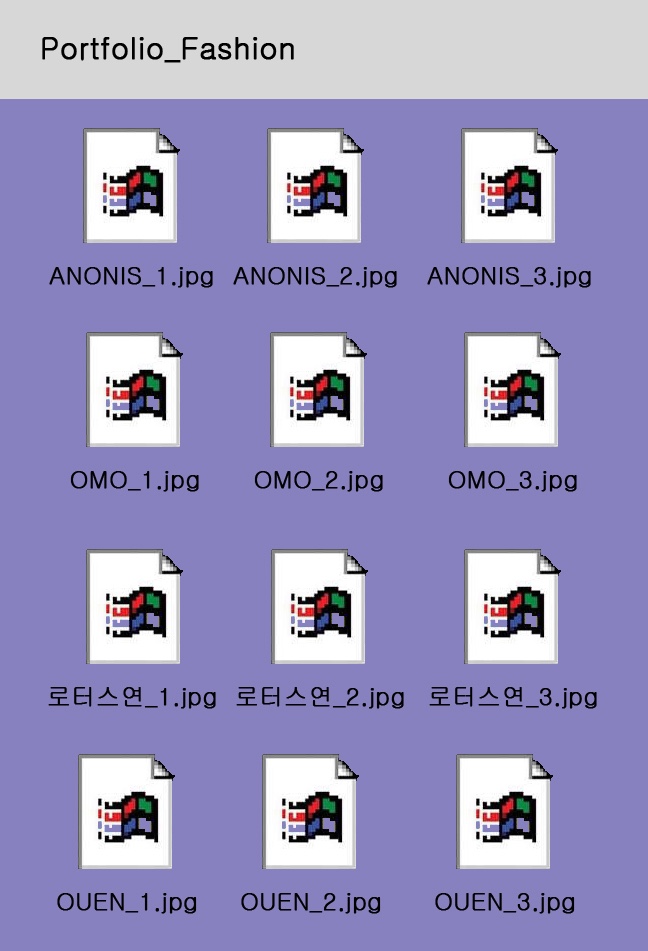 Portfolio_Fashion
ANONIS_1.jpg ANONIS_2.jpg ANONIS_3.jpg
OMO_1.jpg OMO_2.jpg OMO_3.jpg
로터스연_1.jpg 로터스연_2.jpg 로터스연_3.jpg
OUEN_1.jpg OUEN_2.jpg OUEN_3.jpg